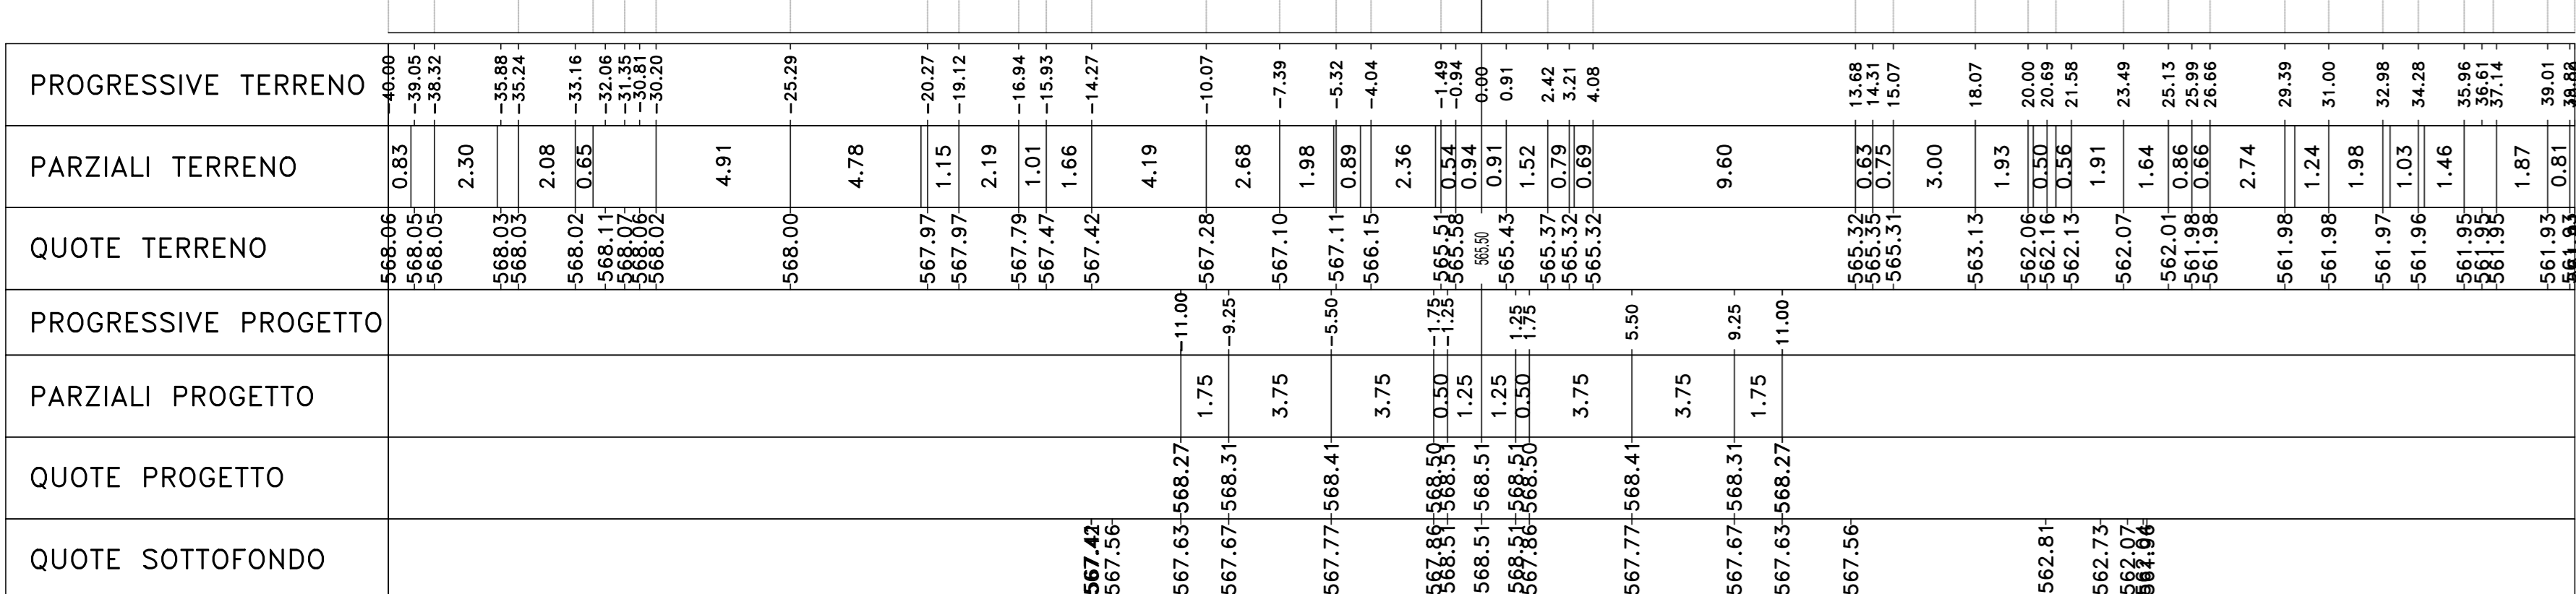 PROGRESSIVE TERRENO -40.00 -39.05 -38.32 -35.88 -35.24 -33.16 -32.06 -31.35 -30.81 -30.20 -25.29 -20.27 -19.12 -16.94 -15.93 -14.27 -10.07 -7.39 -5.32 -4.04 -1.49 -0.94 0.00 0.91 2.42 3.21 4.08 13.68 14.31 15.07 18.07 20.00 20.69 21.58 23.49 25.13 25.99 26.66 29.39 31.00 32.98 34.28 35.96 36.61 37.14 39.01 39.82
PARZIALI TERRENO 0.83 2.30 2.08 0.65 4.91 4.78 1.15 2.19 1.01 1.66 4.19 2.68 1.98 0.89 2.36 0.54 0.94 0.91 1.52 0.79 0.69 9.60 0.63 0.75 3.00 1.93 0.50 0.56 1.91 1.64 0.86 0.66 2.74 1.24 1.98 1.03 1.46 1.87 0.81
QUOTE TERRENO 568.06 568.05 568.05 568.03 568.03 568.02 568.11 568.07 568.06 568.02 568.00 567.97 567.97 567.79 567.47 567.42 567.28 567.10 567.11 566.15 565.51 565.58 565.50 565.43 565.37 565.32 565.32 565.32 565.35 565.31 563.13 562.06 562.16 562.13 562.07 562.01 561.98 561.98 561.98 561.98 561.97 561.96 561.95 561.95 561.95 561.93
PROGRESSIVE PROGETTO -11.00 -9.25 -5.50 -1.75 -1.25 1.25 1.75 5.50 9.25 11.00
PARZIALI PROGETTO 1.75 3.75 3.75 0.50 1.25 1.25 0.50 3.75 3.75 1.75
QUOTE PROGETTO 568.27 568.31 568.41 568.50 568.51 568.51 568.51 568.50 568.41 568.31 568.27
QUOTE SOTTOFONDO 567.42 567.56 567.63 567.67 567.77 567.86 568.51 568.51 568.51 567.86 567.77 567.67 567.63 567.56 562.81 562.73 562.07